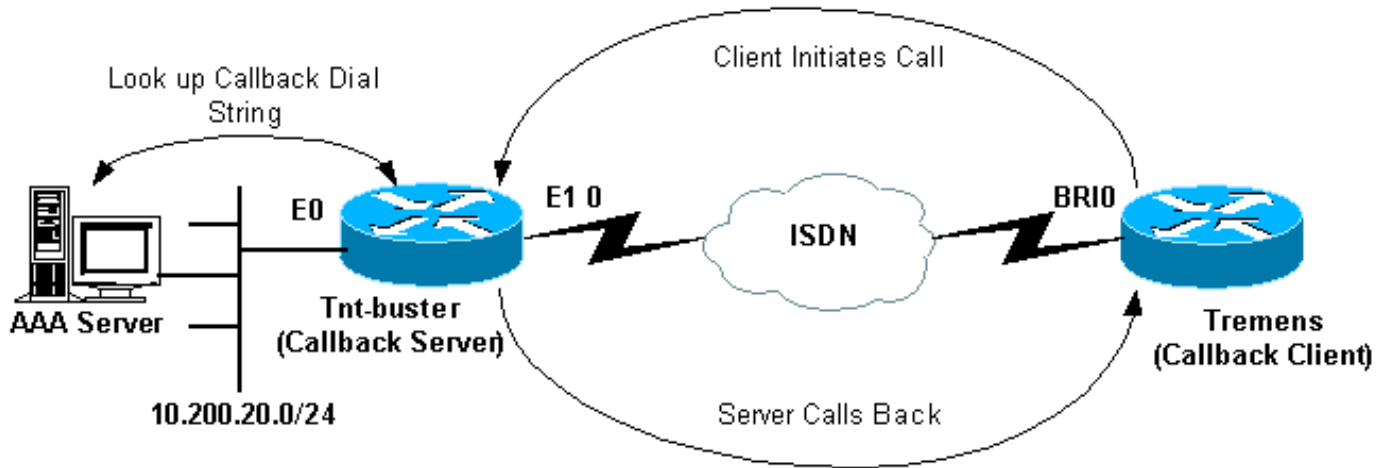 Client Initiates Call
Look up Callback Dial
String
E0
E1 0
BRI0
ISDN
AAA Server
Tnt-buster
(Callback Server)
Tremens
(Callback Client)
10.200.20.0/24
Server Calls Back